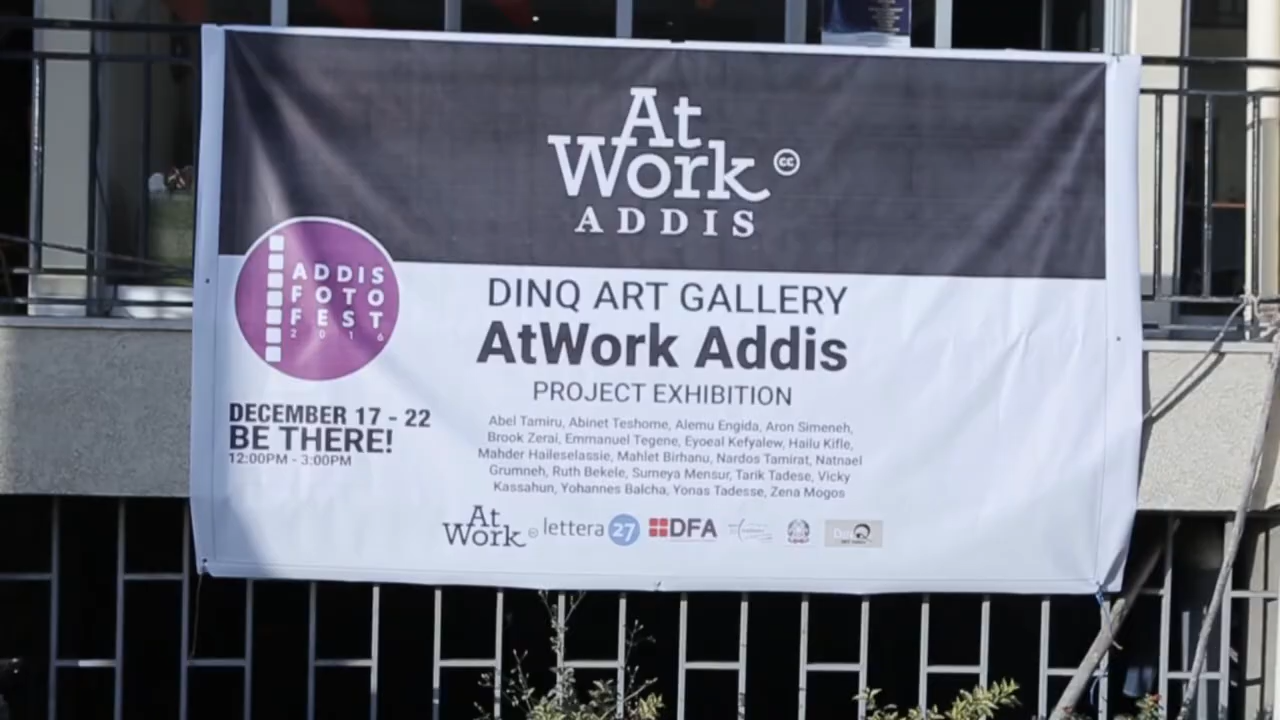 At
Work cc
ADDIS
ADDIS
FOTO
FEST
2016
DINQ ART GALLERY
AtWork Addis
PROJECT EXHIBITION
DECEMBER 17 - 22
BE THERE!
12:00PM - 3:00PM
Abel Tamiru, Abinet Teshome, Alemu Engida, Aron Simeneh,
Brook Zerai, Emmanuel Tegene, Eyoeal Kefyalew, Hailu Kifle,
Mahder Haileselassie, Mahlet Birhanu, Nardos Tamirat, Natnael
Grumneh, Ruth Bekele, Sumeya Mensur, Tarik Tadese, Vicky
Kassahun, Yohannes Balcha, Yonas Tadesse, Zena Mogos
At
Work cc lettera 27 DFA